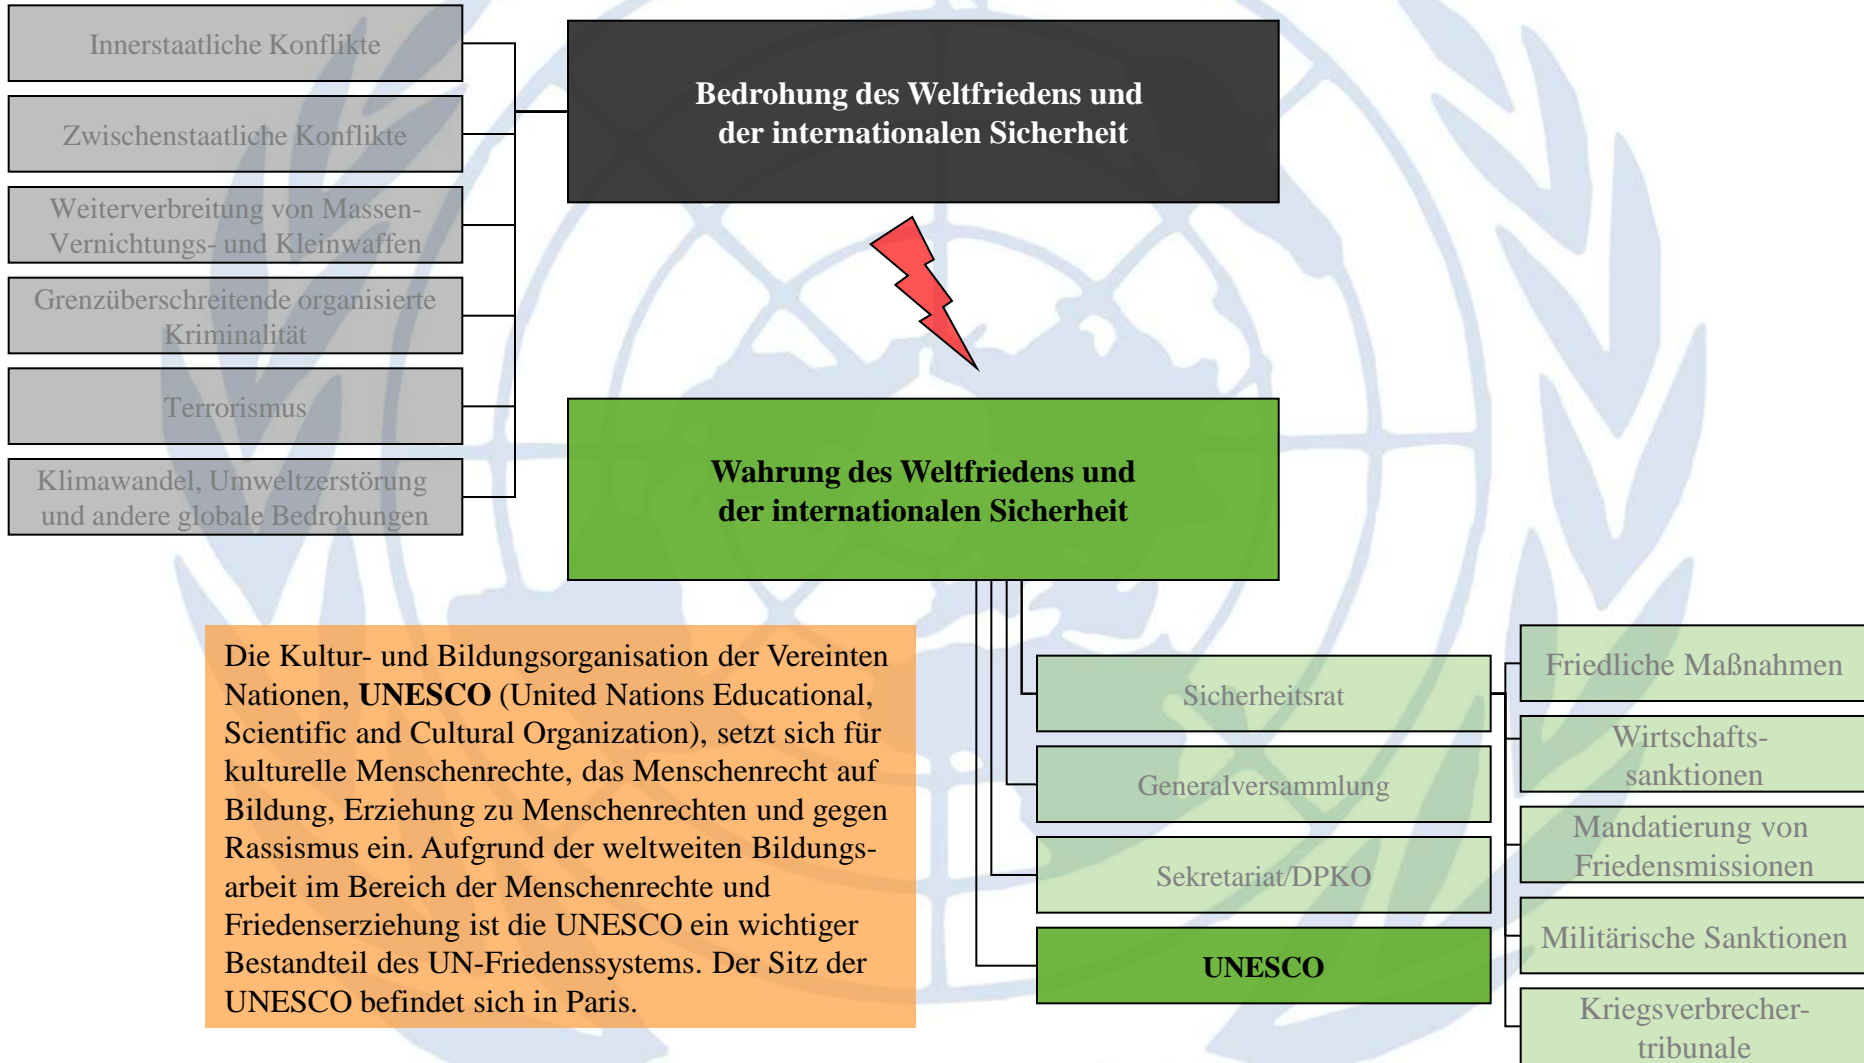 Innerstaatliche Konflikte
Zwischenstaatliche Konflikte
Weiterverbreitung von Massen-
Vernichtungs- und Kleinwaffen
Grenzüberschreitende organisierte
Kriminalität
Terrorismus
Klimawandel, Umweltzerstörung
und andere globale Bedrohungen
Bedrohung des Weltfriedens und
der internationalen Sicherheit
Wahrung des Weltfriedens und
der internationalen Sicherheit
Die Kultur- und Bildungsorganisation der Vereinten
Nationen, UNESCO (United Nations Educational,
Scientific and Cultural Organization), setzt sich für
kulturelle Menschenrechte, das Menschenrecht auf
Bildung, Erziehung zu Menschenrechten und gegen
Rassismus ein. Aufgrund der weltweiten Bildungs-
arbeit im Bereich der Menschenrechte und
Friedenserziehung ist die UNESCO ein wichtiger
Bestandteil des UN-Friedenssystems. Der Sitz der
UNESCO befindet sich in Paris.
Sicherheitsrat
Generalversammlung
Sekretariat/DPKO
UNESCO
Friedliche Maßnahmen
Wirtschafts-
sanktionen
Mandatierung von
Friedensmissionen
Militärische Sanktionen
Kriegsverbrecher-
tribunale